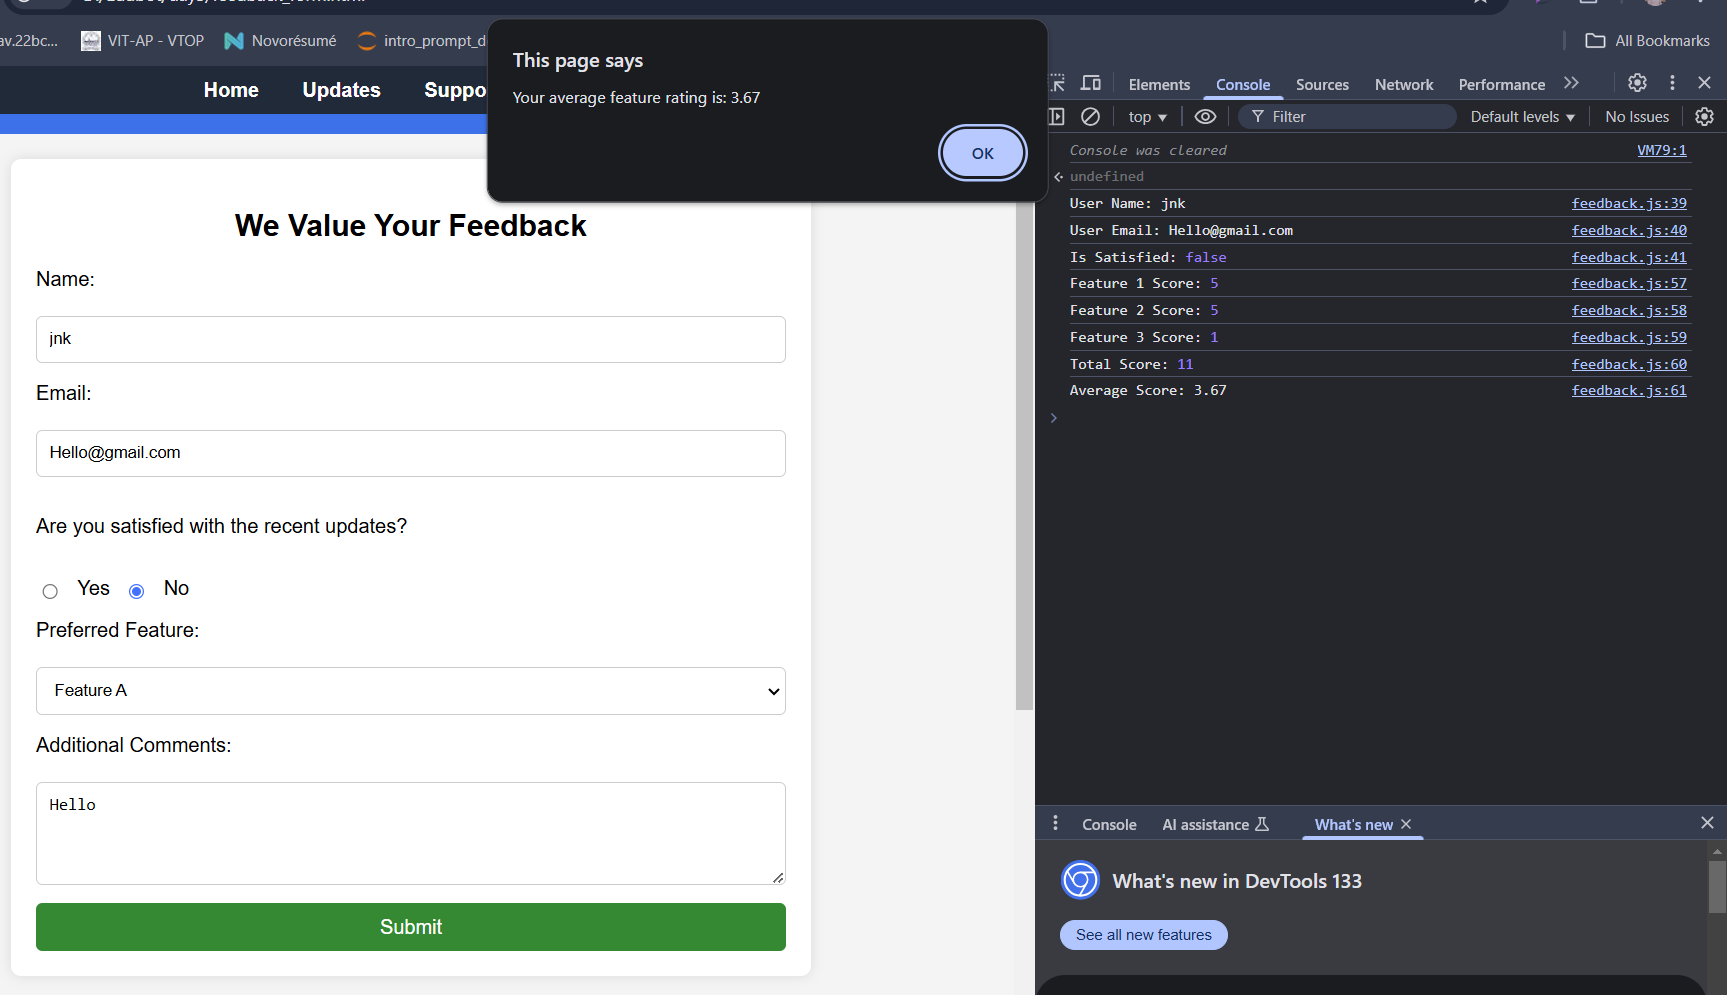 av.22bc...
VIT-AP - VTOP
Novorésumé
intro_prompt_d
All Bookmarks
Home
Updates
Suppo
This page says
Your average feature rating is: 3.67
OK
We Value Your Feedback
Name:
jnk
Email:
Hello@gmail.com
Are you satisfied with the recent updates?
Yes
No
Preferred Feature:
Feature A
Additional Comments:
Hello
Submit
Elements
Console
Sources
Network
Performance
top
Filter
Default levels
No Issues
Console was cleared VM79:1
undefined
User Name: jnk feedback.js:39
User Email: Hello@gmail.com feedback.js:40
Is Satisfied: false feedback.js:41
Feature 1 Score: 5 feedback.js:57
Feature 2 Score: 5 feedback.js:58
Feature 3 Score: 1 feedback.js:59
Total Score: 11 feedback.js:60
Average Score: 3.67 feedback.js:61
Console
AI assistance
What's new
What's new in DevTools 133
See all new features